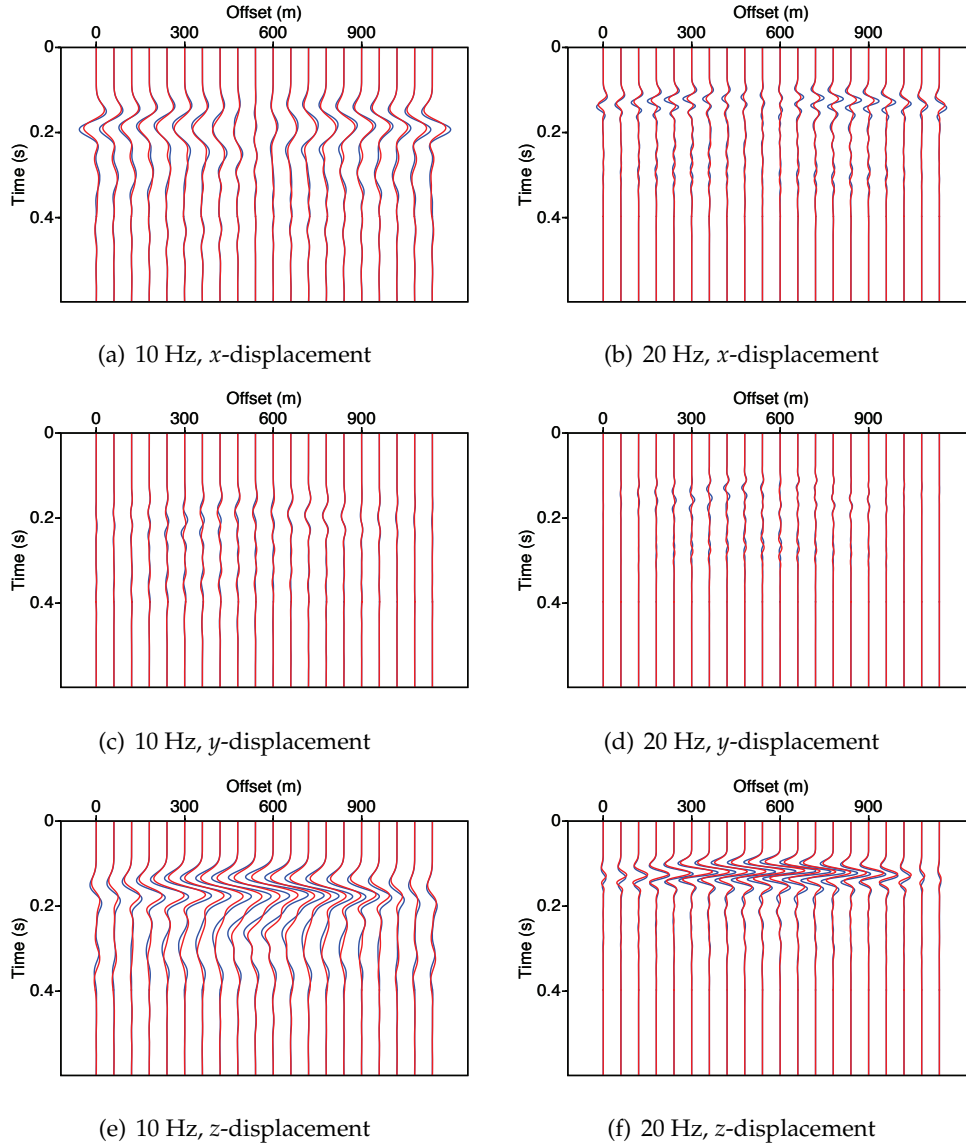 Offset (m)
0 300 600 900
0
0.2
0.4
Time (s)
(a) 10 Hz, x-displacement
Offset (m)
0 300 600 900
0
0.2
0.4
Time (s)
(b) 20 Hz, x-displacement
Offset (m)
0 300 600 900
0
0.2
0.4
Time (s)
(c) 10 Hz, y-displacement
Offset (m)
0 300 600 900
0
0.2
0.4
Time (s)
(d) 20 Hz, y-displacement
Offset (m)
0 300 600 900
0
0.2
0.4
Time (s)
(e) 10 Hz, z-displacement
Offset (m)
0 300 600 900
0
0.2
0.4
Time (s)
(f) 20 Hz, z-displacement